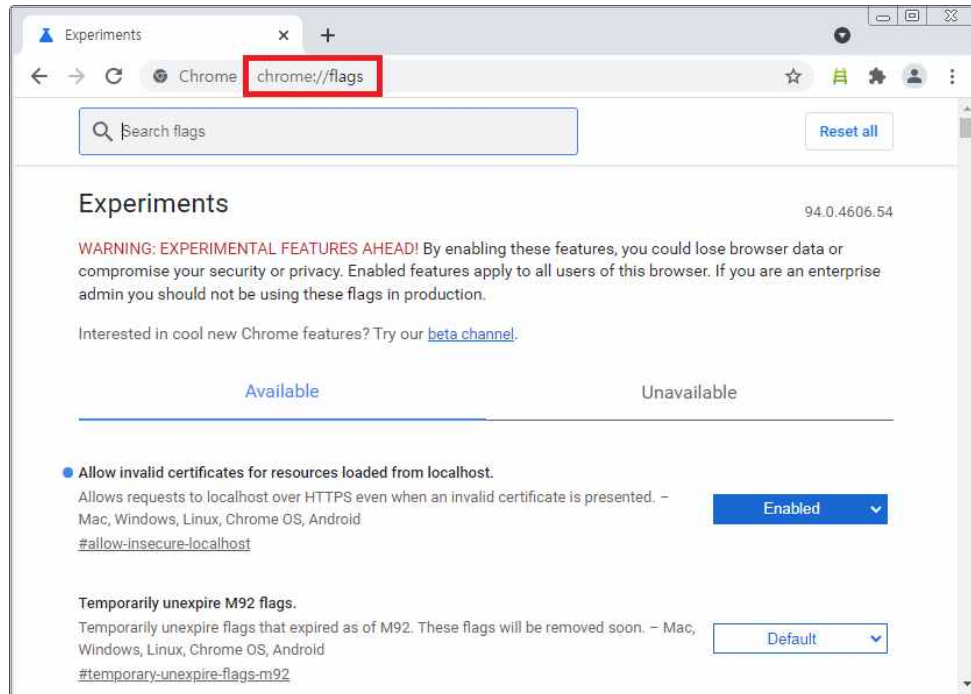 Experiments
Chrome
chrome://flags
Search flags
Reset all
Experiments
94.0.4606.54
WARNING: EXPERIMENTAL FEATURES AHEAD! By enabling these features, you could lose browser data or
compromise your security or privacy. Enabled features apply to all users of this browser. If you are an enterprise
admin you should not be using these flags in production.
Interested in cool new Chrome features? Try our beta channel.
Available
Unavailable
Allow invalid certificates for resources loaded from localhost.
Allows requests to localhost over HTTPS even when an invalid certificate is presented. –
Mac, Windows, Linux, Chrome OS, Android
#allow-insecure-localhost
Enabled
Temporarily unexpire M92 flags.
Temporarily unexpire flags that expired as of M92. These flags will be removed soon. – Mac,
Windows, Linux, Chrome OS, Android
#temporary-unexpire-flags-m92
Default